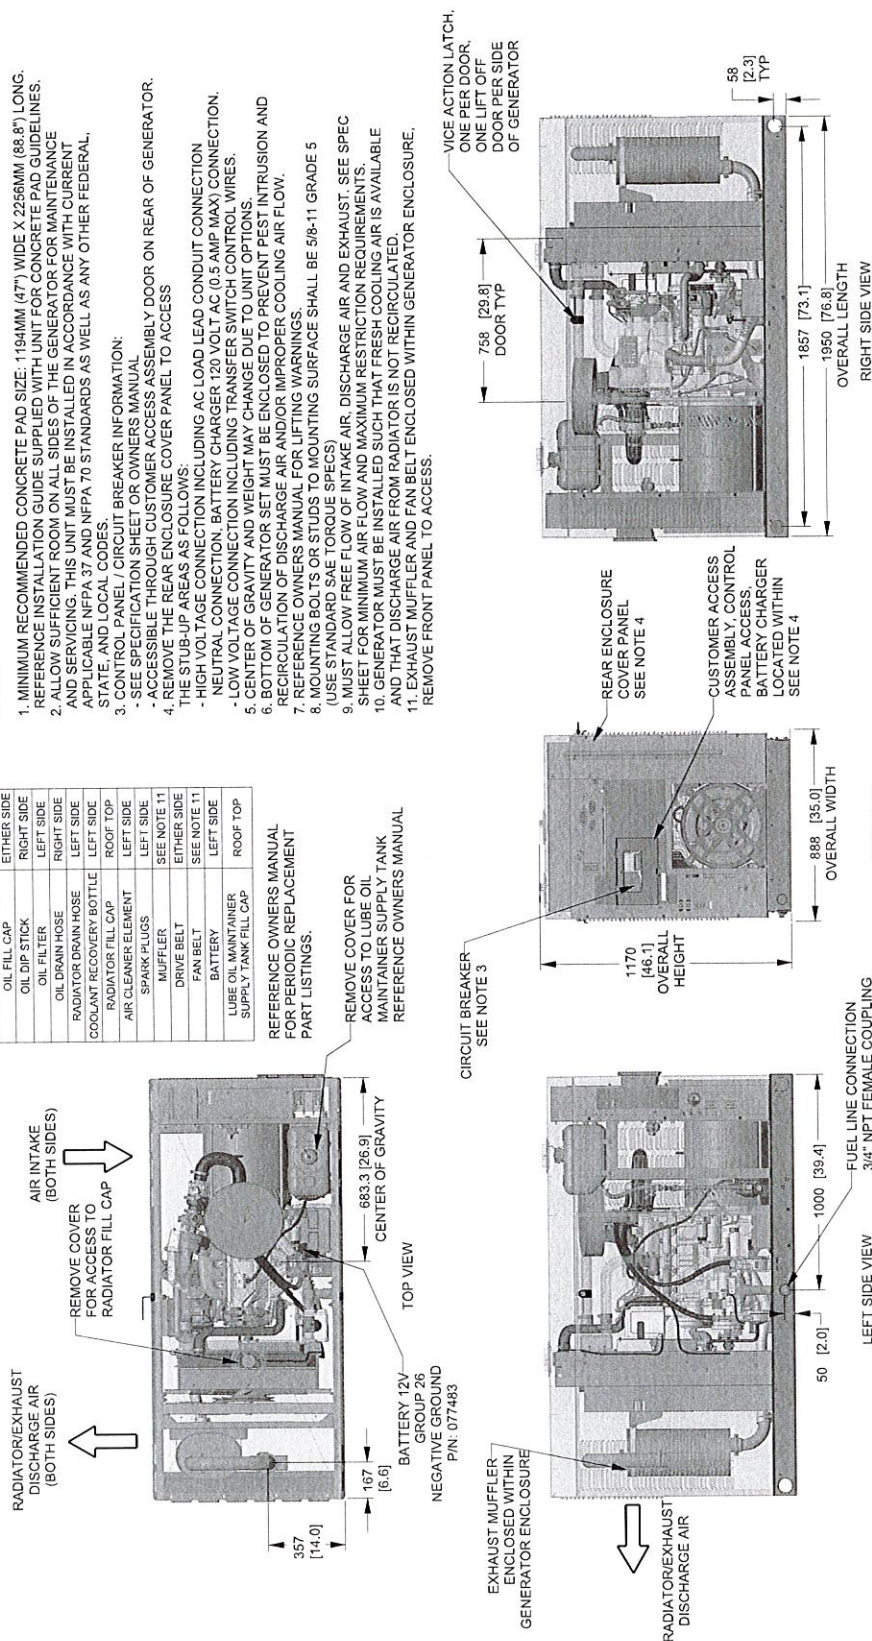 1. MINIMUM RECOMMENDED CONCRETE PAD SIZE: 1194MM (47") WIDE X 2256MM (88.8") LONG.
REFERENCE INSTALLATION GUIDE SUPPLIED WITH UNIT FOR CONCRETE PAD GUIDELINES.
2. ALLOW SUFFICIENT ROOM ON ALL SIDES OF THE GENERATOR FOR MAINTENANCE
AND SERVICING. THIS UNIT MUST BE INSTALLED IN ACCORDANCE WITH CURRENT
APPLICABLE NFPA 37 AND NFPA 70 STANDARDS AS WELL AS ANY OTHER FEDERAL,
STATE, AND LOCAL CODES.
3. CONTROL PANEL / CIRCUIT BREAKER INFORMATION:
- SEE SPECIFICATION SHEET OR OWNERS MANUAL
- ACCESSIBLE THROUGH CUSTOMER ACCESS ASSEMBLY DOOR ON REAR OF GENERATOR.
4. REMOVE THE REAR ENCLOSURE COVER PANEL TO ACCESS
THE STUB-UP AREAS AS FOLLOWS:
- HIGH VOLTAGE CONNECTION INCLUDING AC LOAD LEAD CONDUIT CONNECTION
NEUTRAL CONNECTION, BATTERY CHARGER 120 VOLT AC (0.5 AMP MAX) CONNECTION.
- LOW VOLTAGE CONNECTION INCLUDING TRANSFER SWITCH CONTROL WIRES.
5. CENTER OF GRAVITY AND WEIGHT MAY CHANGE DUE TO UNIT OPTIONS.
6. BOTTOM OF GENERATOR SET MUST BE ENCLOSED TO PREVENT PEST INTRUSION AND
RECIRCULATION OF DISCHARGE AIR AND/OR IMPROPER COOLING AIR FLOW.
7. REFERENCE OWNERS MANUAL FOR LIFTING WARNINGS.
8. MOUNTING BOLTS OR STUDS TO MOUNTING SURFACE SHALL BE 5/8-11 GRADE 5
(USE STANDARD SAE TORQUE SPECS)
9. MUST ALLOW FREE FLOW OF INTAKE AIR, DISCHARGE AIR AND EXHAUST. SEE SPEC
SHEET FOR MINIMUM AIR FLOW AND MAXIMUM RESTRICTION REQUIREMENTS.
10. GENERATOR MUST BE INSTALLED SUCH THAT FRESH COOLING AIR IS AVAILABLE
AND THAT DISCHARGE AIR FROM RADIATOR IS NOT RECIRCULATED.
11. EXHAUST MUFFLER AND FAN BELT ENCLOSED WITHIN GENERATOR ENCLOSURE,
REMOVE FRONT PANEL TO ACCESS.
OIL FILL CAP EITHER SIDE
OIL DIP STICK RIGHT SIDE
OIL FILTER LEFT SIDE
OIL DRAIN HOSE RIGHT SIDE
RADIATOR DRAIN HOSE LEFT SIDE
COOLANT RECOVERY BOTTLE LEFT SIDE
RADIATOR FILL CAP ROOF TOP
AIR CLEANER ELEMENT LEFT SIDE
SPARK PLUGS LEFT SIDE
MUFFLER SEE NOTE 11
DRIVE BELT EITHER SIDE
FAN BELT SEE NOTE 11
BATTERY LEFT SIDE
LUBE OIL MAINTAINER
SUPPLY TANK FILL CAP ROOF TOP
REFERENCE OWNERS MANUAL
FOR PERIODIC REPLACEMENT
PART LISTINGS.
REMOVE COVER FOR
ACCESS TO LUBE OIL
MAINTAINER SUPPLY TANK
REFERENCE OWNERS MANUAL
RADIATOR/EXHAUST
DISCHARGE AIR
(BOTH SIDES)
AIR INTAKE
(BOTH SIDES)
REMOVE COVER
FOR ACCESS TO
RADIATOR FILL CAP
357
[14.0]
167
[6.6]
683.3 [26.9]
CENTER OF GRAVITY
BATTERY 12V
GROUP 26
NEGATIVE GROUND
P/N: 077483
TOP VIEW
EXHAUST MUFFLER
ENCLOSED WITHIN
GENERATOR ENCLOSURE
RADIATOR/EXHAUST
DISCHARGE AIR
50 [2.0]
1000 [39.4]
FUEL LINE CONNECTION
3/4" NPT FEMALE COUPLING
LEFT SIDE VIEW
CIRCUIT BREAKER
SEE NOTE 3
1170
[46.1]
OVERALL
HEIGHT
888 [35.0]
OVERALL WIDTH
REAR ENCLOSURE
COVER PANEL
SEE NOTE 4
CUSTOMER ACCESS
ASSEMBLY, CONTROL
PANEL ACCESS,
BATTERY CHARGER
LOCATED WITHIN
SEE NOTE 4
VICE ACTION LATCH,
ONE PER DOOR,
ONE LIFT OFF
DOOR PER SIDE
OF GENERATOR
758
[29.8]
DOOR TYP
58
[2.3]
TYP
1857 [73.1]
1950 [76.8]
OVERALL LENGTH
RIGHT SIDE VIEW